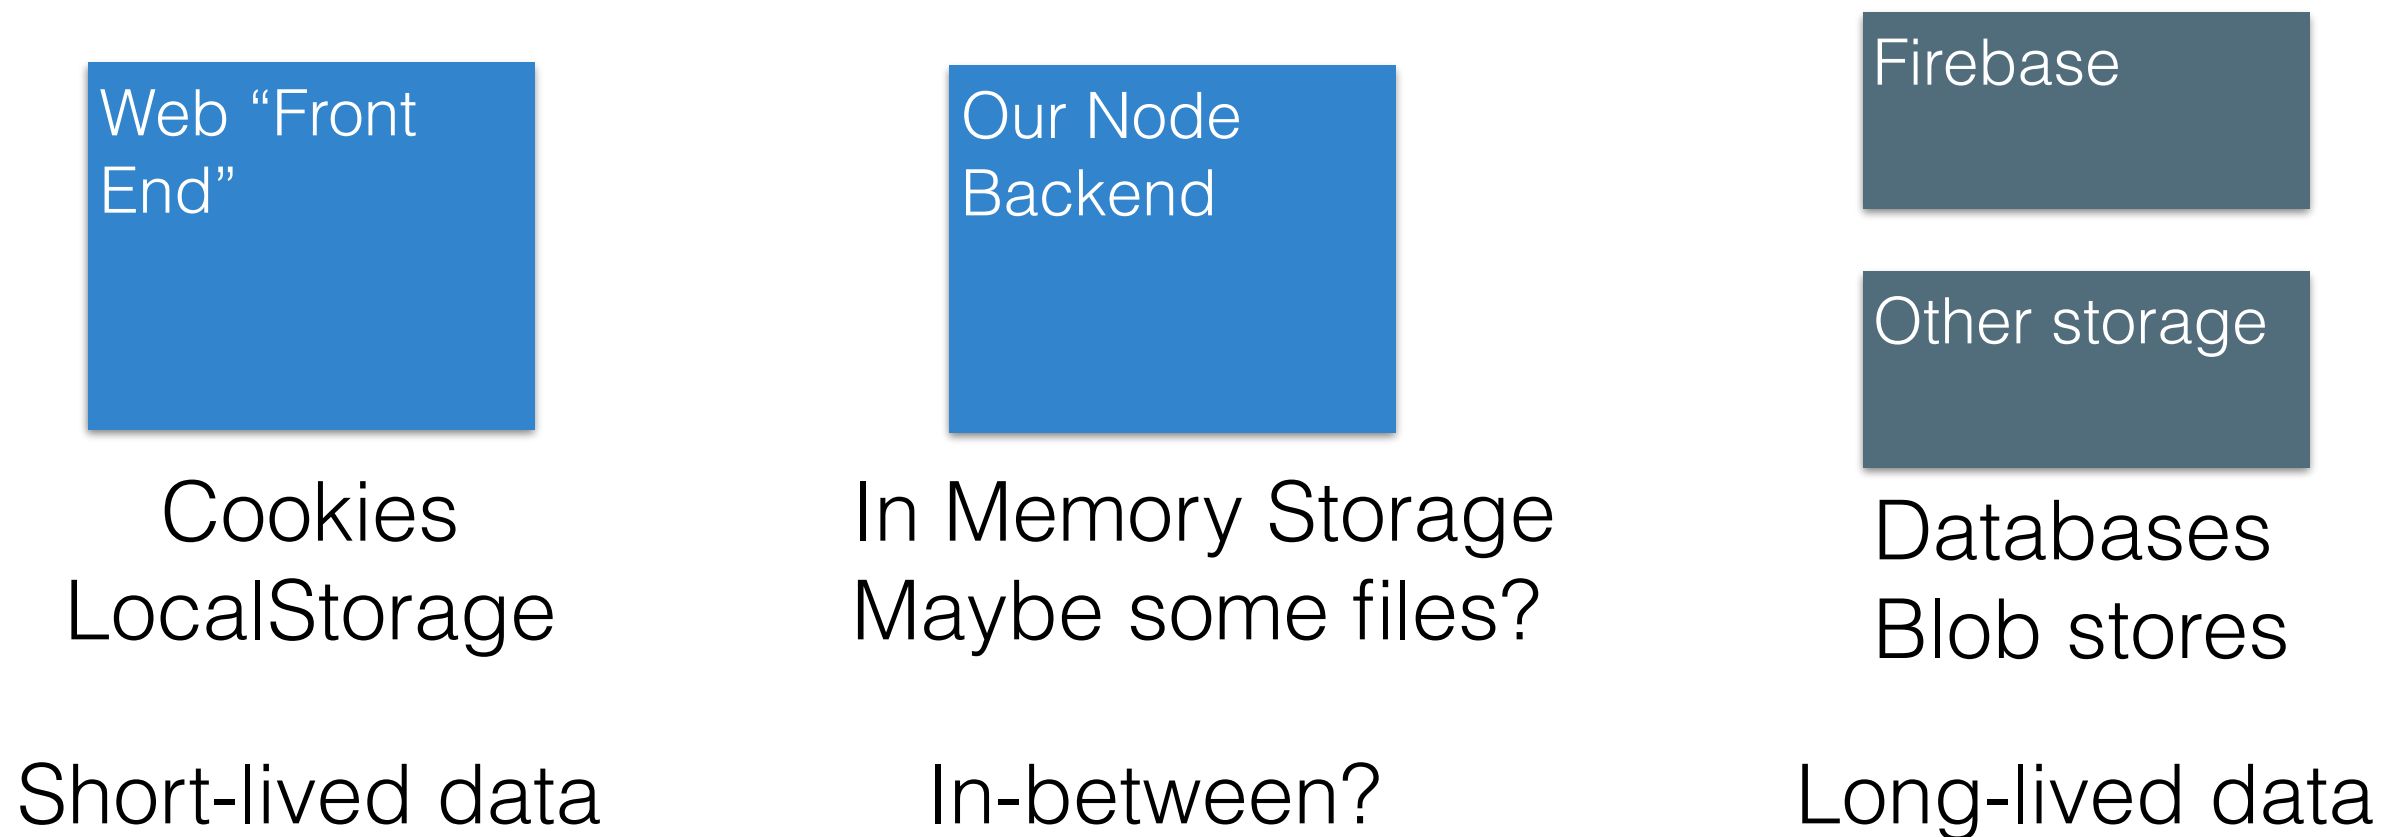 Web “Front
End”
Cookies
LocalStorage
Short-lived data
Our Node
Backend
In Memory Storage
Maybe some files?
In-between?
Firebase
Other storage
Databases
Blob stores
Long-lived data